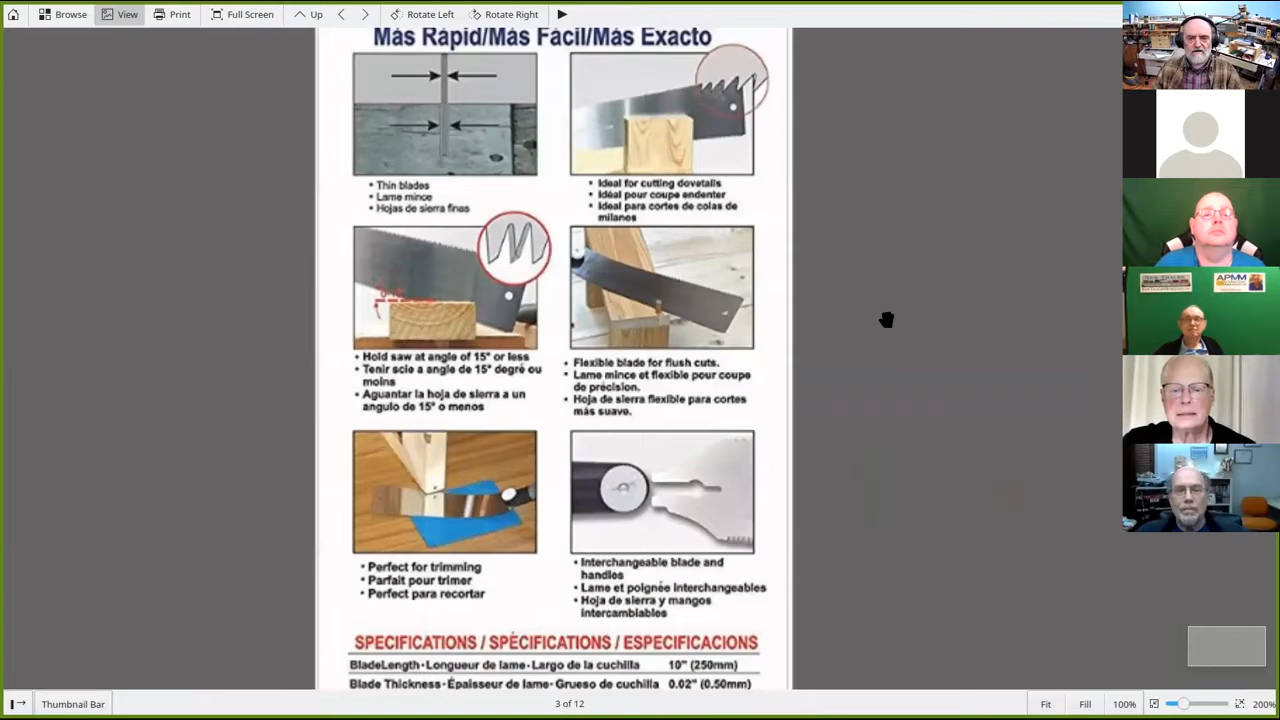 Browse View Print Full Screen Up Rotate Left Rotate Right
Más Rápid/Más Fácil/Más Exacto
• Thin blades
• Lame mince
• Hojas de sierra finas
• Ideal for cutting dovetails
• Idéal pour coupe endenter
• Ideal para cortes de colas de
milanos
• Hold saw at angle of 15° or less
• Tenir scie a angle de 15° degré ou
moins
• Aguantar la hoja de sierra a un
angulo de 15° o menos
• Flexible blade for flush cuts.
• Lame mince et flexible pour coupe
de précision.
• Hoja de sierra flexible para cortes
más suave.
• Perfect for trimming
• Parfait pour trimer
• Perfect para recortar
• Interchangeable blade and
handles
• Lame et poignée interchangeables
• Hoja de sierra y mangos
intercambiables
SPECIFICATIONS / SPÉCIFICATIONS / ESPECIFICACIONS
BladeLength · Longueur de lame · Largo de la cuchilla 10" (250mm)
Blade Thickness · Épaisseur de lame · Grueso de cuchilla 0.02" (0.50mm)
APMM
Thumbnail Bar 3 of 12 Fit Fill 100% 200%